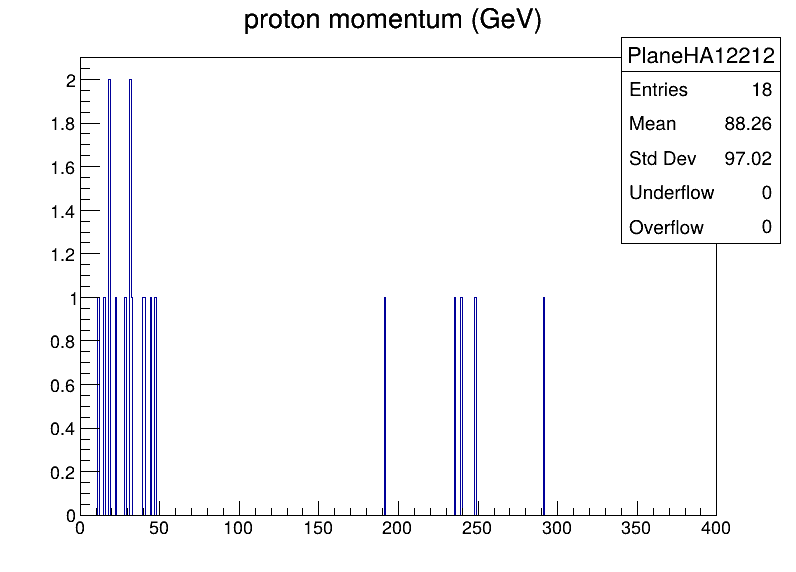 proton momentum (GeV)
PlaneHA12212
Entries 18
Mean 88.26
Std Dev 97.02
Underflow 0
Overflow 0
2
1.8
1.6
1.4
1.2
1
0.8
0.6
0.4
0.2
0
0 50 100 150 200 250 300 350 400